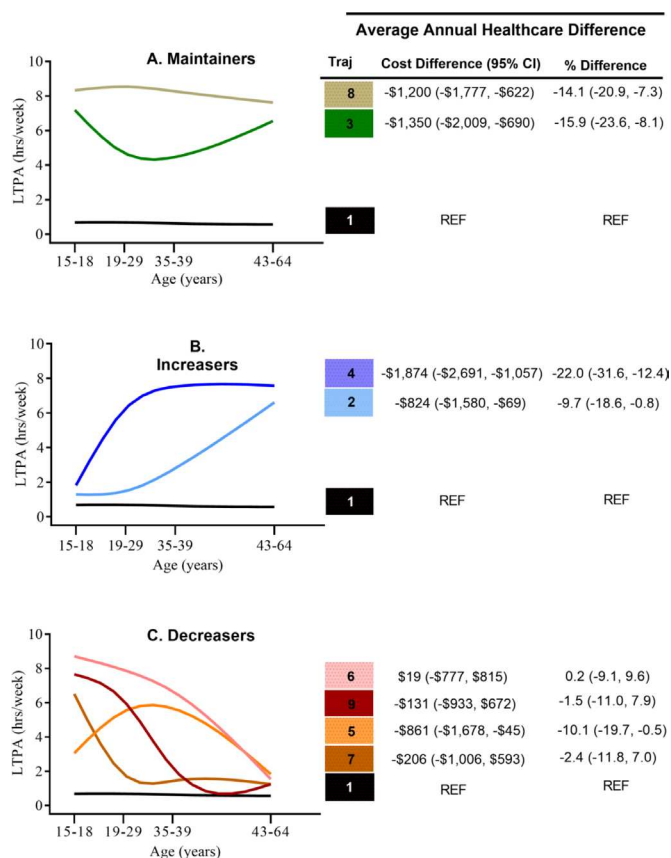 Average Annual Healthcare Difference
Traj Cost Difference (95% CI) % Difference
A. Maintainers
10
8
6
4
2
0
LTPA (hrs/week)
15-18 19-29 35-39 43-64
Age (years)
8 -$1,200 (-$1,777, -$622) -14.1 (-20.9, -7.3)
3 -$1,350 (-$2,009, -$690) -15.9 (-23.6, -8.1)
1 REF REF
B.
Increasers
10
8
6
4
2
0
LTPA (hrs/week)
15-18 19-29 35-39 43-64
Age (years)
4 -$1,874 (-$2,691, -$1,057) -22.0 (-31.6, -12.4)
2 -$824 (-$1,580, -$69) -9.7 (-18.6, -0.8)
1 REF REF
C. Decreasers
10
8
6
4
2
0
LTPA (hrs/week)
15-18 19-29 35-39 43-64
Age (years)
6 $19 (-$777, $815) 0.2 (-9.1, 9.6)
9 -$131 (-$933, $672) -1.5 (-11.0, 7.9)
5 -$861 (-$1,678, -$45) -10.1 (-19.7, -0.5)
7 -$206 (-$1,006, $593) -2.4 (-11.8, 7.0)
1 REF REF